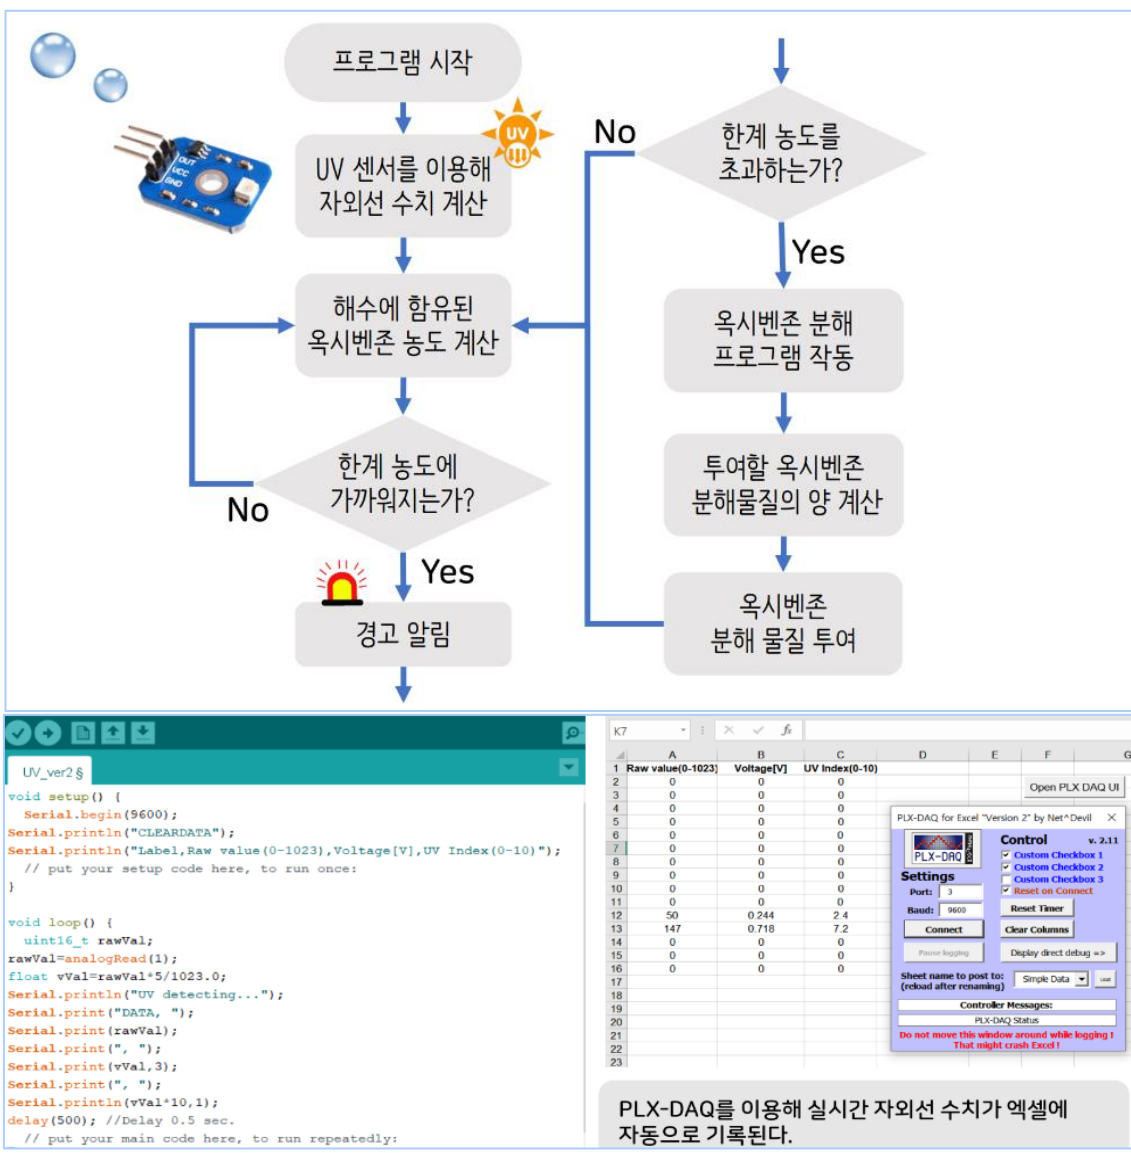 프로그램 시작
UV
OUT
VCC
GND
UV 센서를 이용해
자외선 수치 계산
해수에 함유된
옥시벤존 농도 계산
한계 농도에
가까워지는가?
No
Yes
경고 알림
한계 농도를
초과하는가?
No
Yes
옥시벤존 분해
프로그램 작동
투여할 옥시벤존
분해물질의 양 계산
옥시벤존
분해 물질 투여
UV_ver2 §
void setup() {
Serial.begin(9600);
Serial.println("CLEARDATA");
Serial.println("Label,Raw value(0-1023),Voltage[V],UV Index(0-10)");
// put your setup code here, to run once:
}
void loop() {
uint16_t rawVal;
rawVal=analogRead(1);
float vVal=rawVal*5/1023.0;
Serial.println("UV detecting...");
Serial.print("DATA, ");
Serial.print(rawVal);
Serial.print(", ");
Serial.print(vVal,3);
Serial.print(", ");
Serial.println(vVal*10,1);
delay(500); //Delay 0.5 sec.
// put your main code here, to run repeatedly:
K7 fx
A B C D E F G
1 Raw value(0-1023) Voltage[V] UV Index(0-10)
2 0 0 0
3 0 0 0
4 0 0 0
5 0 0 0
6 0 0 0
7 0 0 0
8 0 0 0
9 0 0 0
10 0 0 0
11 0 0 0
12 50 0.244 2.4
13 147 0.718 7.2
14 0 0 0
15 0 0 0
16 0 0 0
17
18
19
20
21
22
23
Open PLX DAQ UI
PLX-DAQ for Excel "Version 2" by Net^Devil
PLX-DAQ
Control v. 2.11
Custom Checkbox 1
Custom Checkbox 2
Custom Checkbox 3
Reset on Connect
Settings
Port: 3
Baud: 9600
Reset Timer
Connect
Clear Columns
Pause logging
Display direct debug =>
Sheet name to post to:
(reload after renaming)
Simple Data
Load
Controller Messages:
PLX-DAQ Status
Do not move this window around while logging !
That might crash Excel !
PLX-DAQ를 이용해 실시간 자외선 수치가 엑셀에
자동으로 기록된다.